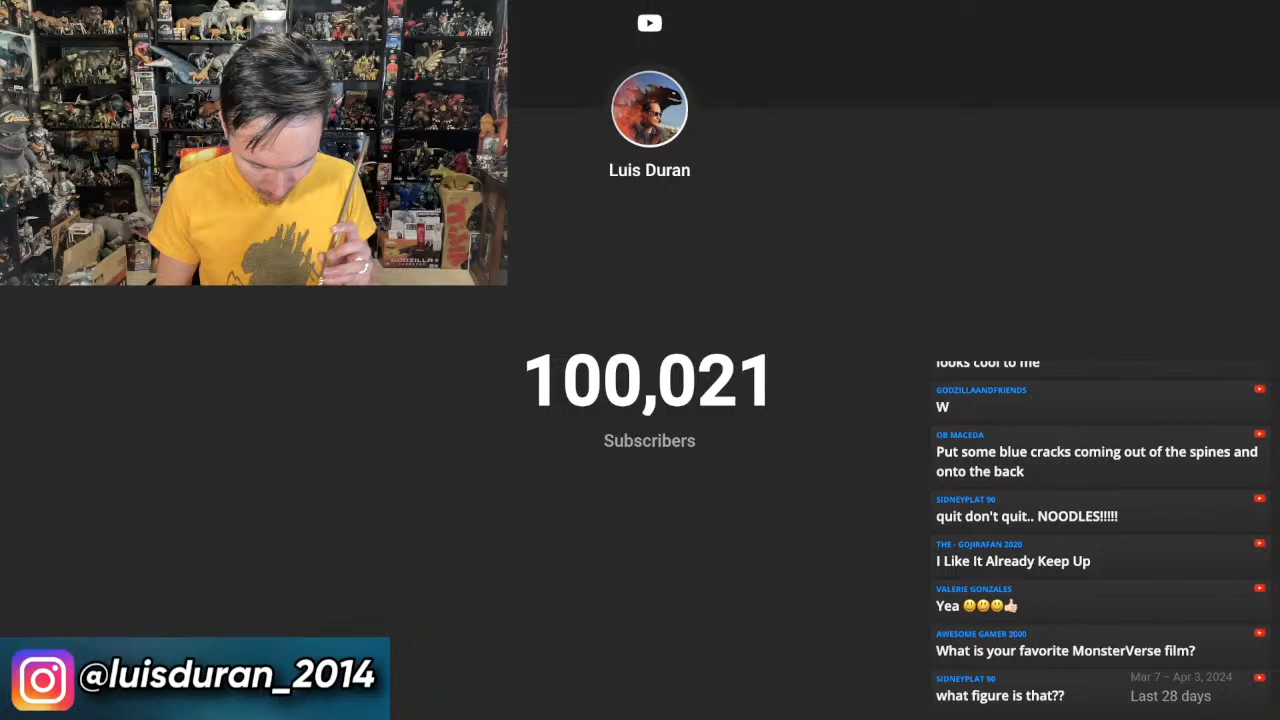 Luis Duran
100,021
Subscribers
looks cool to me
GODZILLAANDFRIENDS
W
OB MACEDA
Put some blue cracks coming out of the spines and
onto the back
SIDNEYPLAT 90
quit don't quit.. NOODLES!!!!!
THE - GOJIRAFAN 2020
I Like It Already Keep Up
VALERIE GONZALES
Yea 😃😃😃👍🏻
AWESOME GAMER 2000
What is your favorite MonsterVerse film?
SIDNEYPLAT 90
what figure is that??
Mar 7 – Apr 3, 2024
Last 28 days
@luisduran_2014
GODZILLA